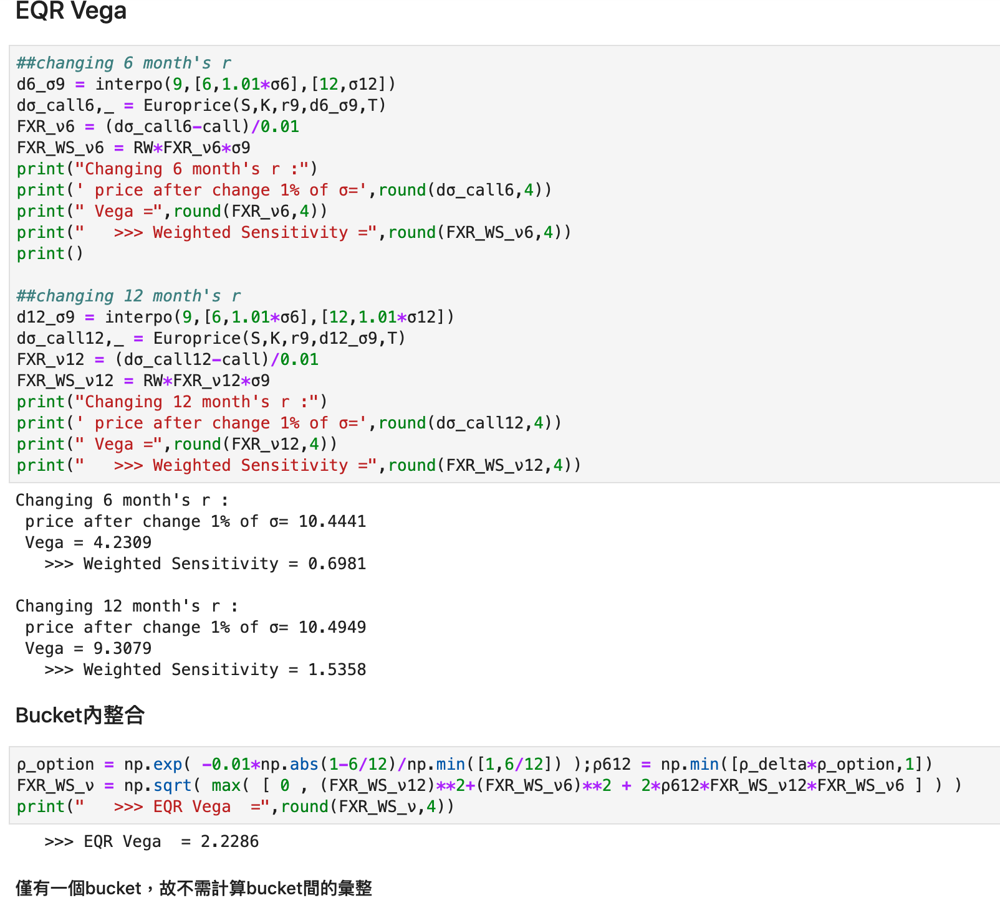 EQR Vega
##changing 6 month's r
d6_σ9 = interpo(9,[6,1.01*σ6],[12,σ12])
dσ_call6,_ = Europrice(S,K,r9,d6_σ9,T)
FXR_ν6 = (dσ_call6-call)/0.01
FXR_WS_ν6 = RW*FXR_ν6*σ9
print("Changing 6 month's r :")
print(' price after change 1% of σ=',round(dσ_call6,4))
print(" Vega =",round(FXR_ν6,4))
print("   >>> Weighted Sensitivity =",round(FXR_WS_ν6,4))
print()
##changing 12 month's r
d12_σ9 = interpo(9,[6,1.01*σ6],[12,1.01*σ12])
dσ_call12,_ = Europrice(S,K,r9,d12_σ9,T)
FXR_ν12 = (dσ_call12-call)/0.01
FXR_WS_ν12 = RW*FXR_ν12*σ9
print("Changing 12 month's r :")
print(' price after change 1% of σ=',round(dσ_call12,4))
print(" Vega =",round(FXR_ν12,4))
print("   >>> Weighted Sensitivity =",round(FXR_WS_ν12,4))
Changing 6 month's r :
 price after change 1% of σ= 10.4441
 Vega = 4.2309
   >>> Weighted Sensitivity = 0.6981
Changing 12 month's r :
 price after change 1% of σ= 10.4949
 Vega = 9.3079
   >>> Weighted Sensitivity = 1.5358
Bucket內整合
ρ_option = np.exp( -0.01*np.abs(1-6/12)/np.min([1,6/12]) );ρ612 = np.min([ρ_delta*ρ_option,1])
FXR_WS_ν = np.sqrt( max( [ 0 , (FXR_WS_ν12)**2+(FXR_WS_ν6)**2 + 2*ρ612*FXR_WS_ν12*FXR_WS_ν6 ] ) )
print("   >>> EQR Vega  =",round(FXR_WS_ν,4))
   >>> EQR Vega  = 2.2286
僅有一個bucket，故不需計算bucket間的彙整